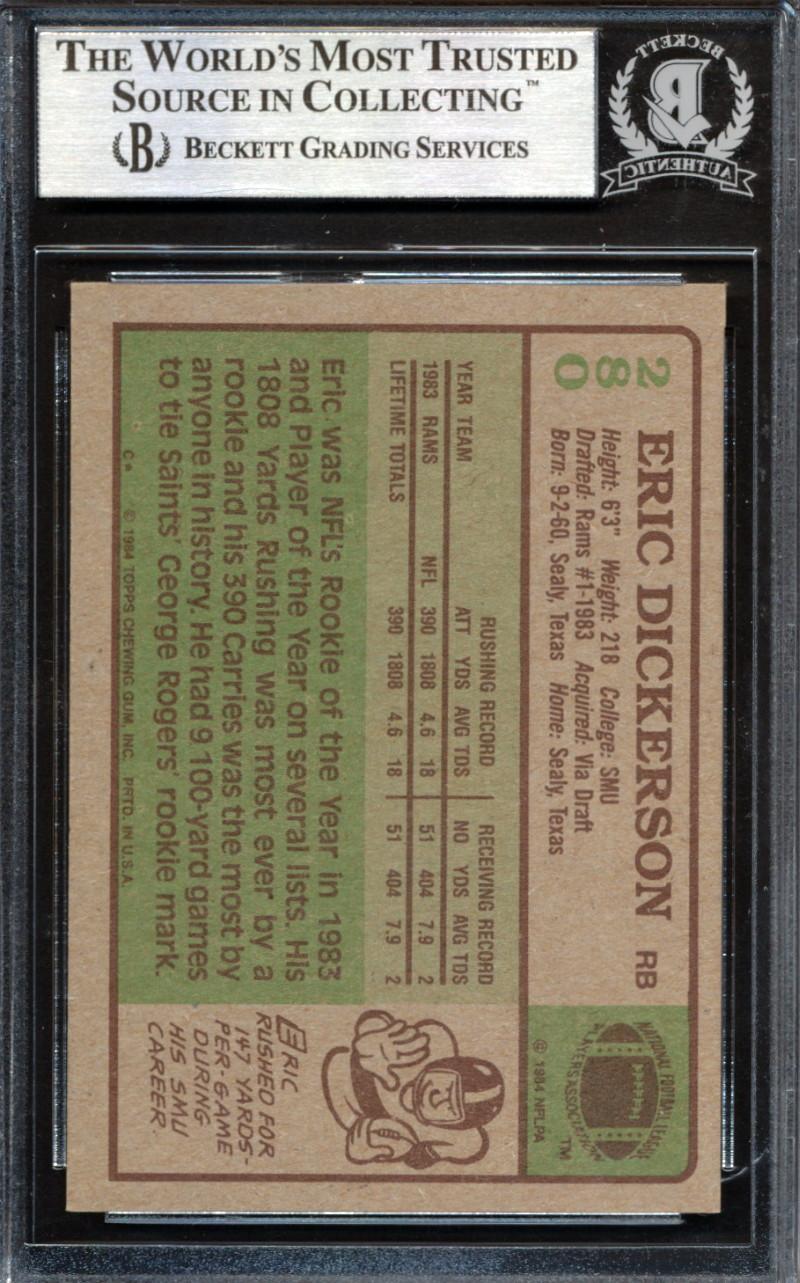 THE WORLD'S MOST TRUSTED
SOURCE IN COLLECTING™
B BECKETT GRADING SERVICES
BECKETT
AUTHENTIC
280
ERIC DICKERSON RB
Height: 6'3" Weight: 218 College: SMU
Drafted: Rams #1-1983 Acquired: Via Draft
Born: 9-2-60, Sealy, Texas Home: Sealy, Texas
NATIONAL FOOTBALL LEAGUE
PLAYERS ASSOCIATION
TM
© 1984 NFLPA
RUSHING RECORD RECEIVING RECORD
YEAR TEAM ATT YDS AVG TDS NO YDS AVG TDS
1983 RAMS NFL 390 1808 4.6 18 51 404 7.9 2
LIFETIME TOTALS 390 1808 4.6 18 51 404 7.9 2
Eric was NFL's Rookie of the Year in 1983
and Player of the Year on several lists. His
1808 Yards Rushing was most ever by a
rookie and his 390 Carries was the most by
anyone in history. He had 9 100-yard games
to tie Saints' George Rogers' rookie mark.
C* © 1984 TOPPS CHEWING GUM, INC. PRTD. IN U.S.A.
ERIC
RUSHED FOR
147 YARDS-
PER-GAME
DURING
HIS SMU
CAREER.